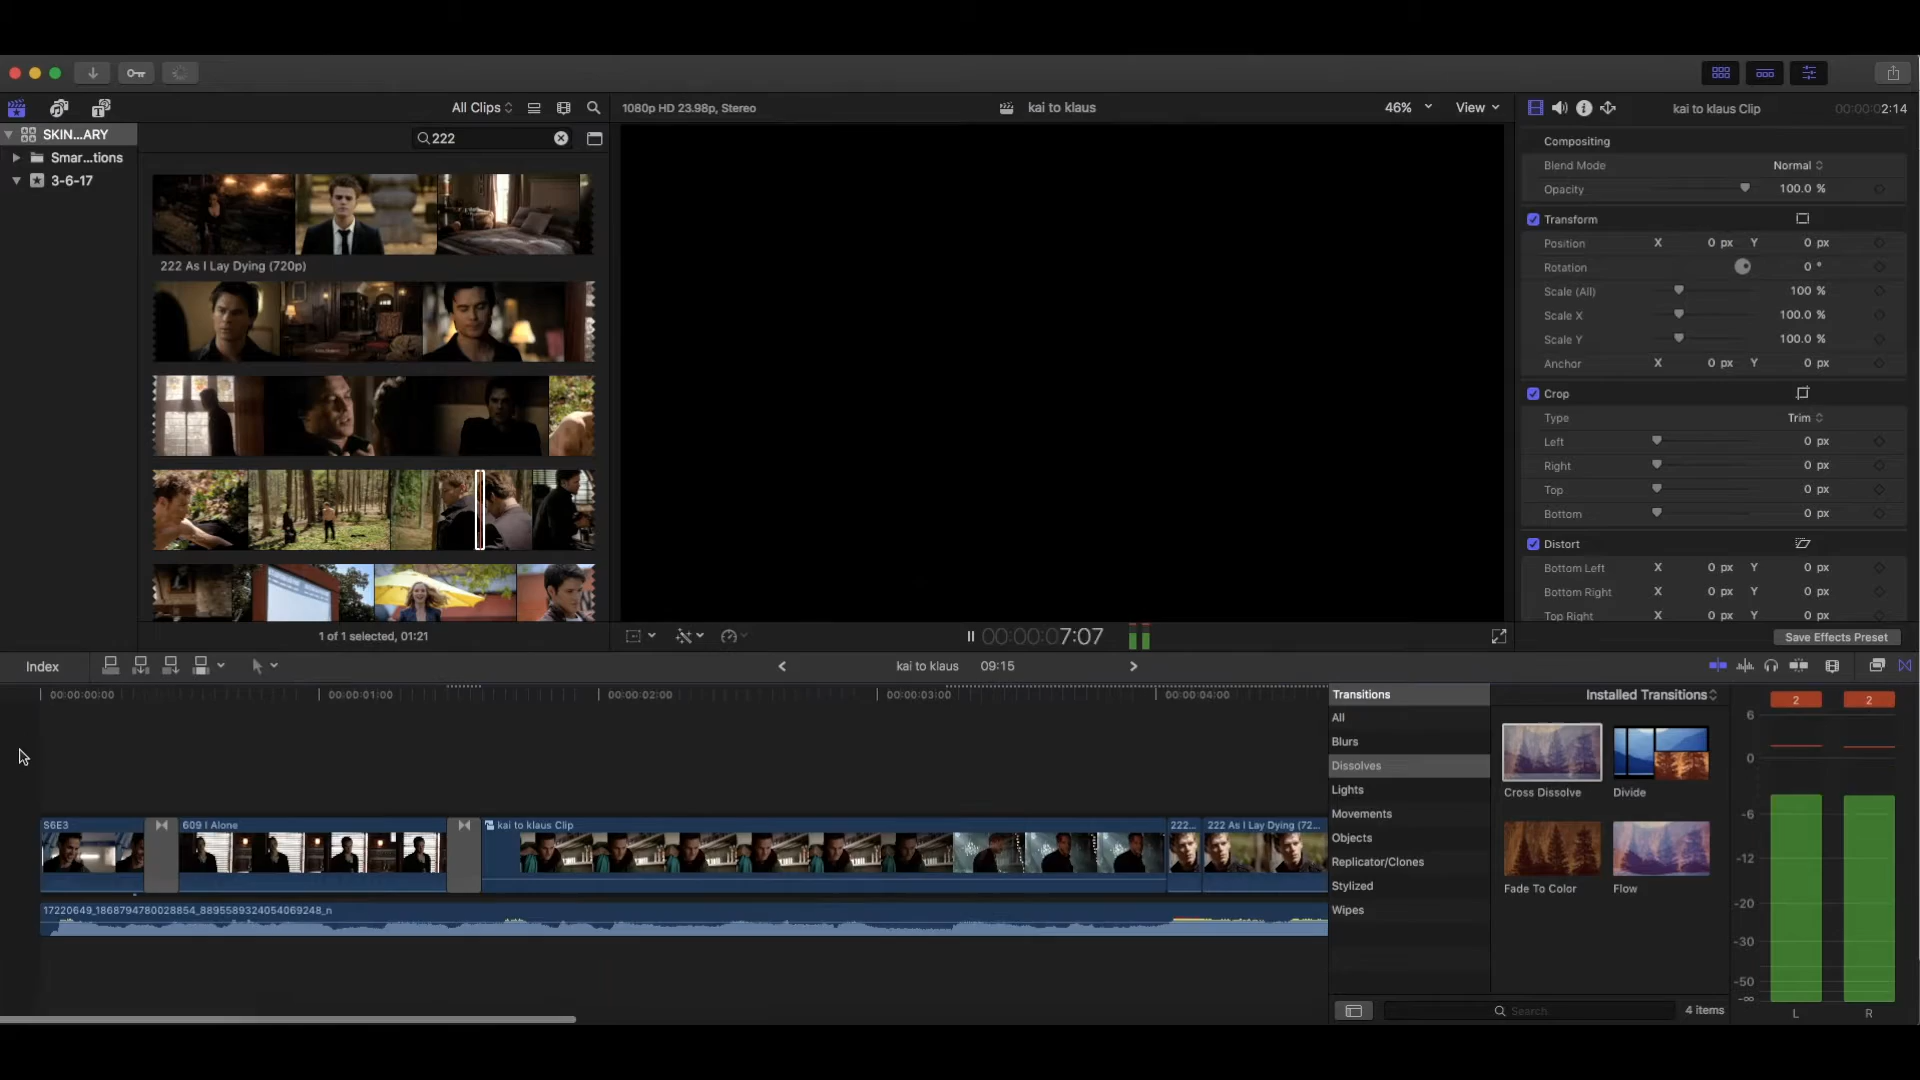 All Clips
1080p HD 23.98p, Stereo
kai to klaus
46%
View
kai to klaus Clip
00:00:02:14
SKIN...ARY
222
Smar...tions
3-6-17
222 As I Lay Dying (720p)
1 of 1 selected, 01:21
Compositing
Blend Mode Normal
Opacity 100.0 %
Transform
Position X 0 px Y 0 px
Rotation 0 °
Scale (All) 100 %
Scale X 100.0 %
Scale Y 100.0 %
Anchor X 0 px Y 0 px
Crop
Type Trim
Left 0 px
Right 0 px
Top 0 px
Bottom 0 px
Distort
Bottom Left X 0 px Y 0 px
Bottom Right X 0 px Y 0 px
Top Right X 0 px Y 0 px
Save Effects Preset
00:00:07:07
Index
kai to klaus 09:15
00:00:00:00
00:00:01:00
00:00:02:00
00:00:03:00
00:00:04:00
S6E3
609 I Alone
kai to klaus Clip
222...
222 As I Lay Dying (72...
17220649_1868794780028854_8895589324054069248_n
Transitions
All
Blurs
Dissolves
Lights
Movements
Objects
Replicator/Clones
Stylized
Wipes
Installed Transitions
Cross Dissolve
Divide
Fade To Color
Flow
Search
4 items
2 2
6
0
-6
-12
-20
-30
-50
-∞
L R